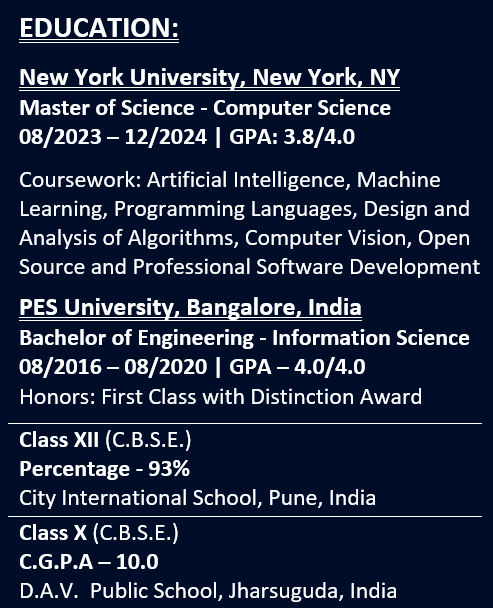 EDUCATION:
New York University, New York, NY
Master of Science - Computer Science
08/2023 – 12/2024 | GPA: 3.8/4.0
Coursework: Artificial Intelligence, Machine
Learning, Programming Languages, Design and
Analysis of Algorithms, Computer Vision, Open
Source and Professional Software Development
PES University, Bangalore, India
Bachelor of Engineering - Information Science
08/2016 – 08/2020 | GPA – 4.0/4.0
Honors: First Class with Distinction Award
Class XII (C.B.S.E.)
Percentage - 93%
City International School, Pune, India
Class X (C.B.S.E.)
C.G.P.A – 10.0
D.A.V.  Public School, Jharsuguda, India